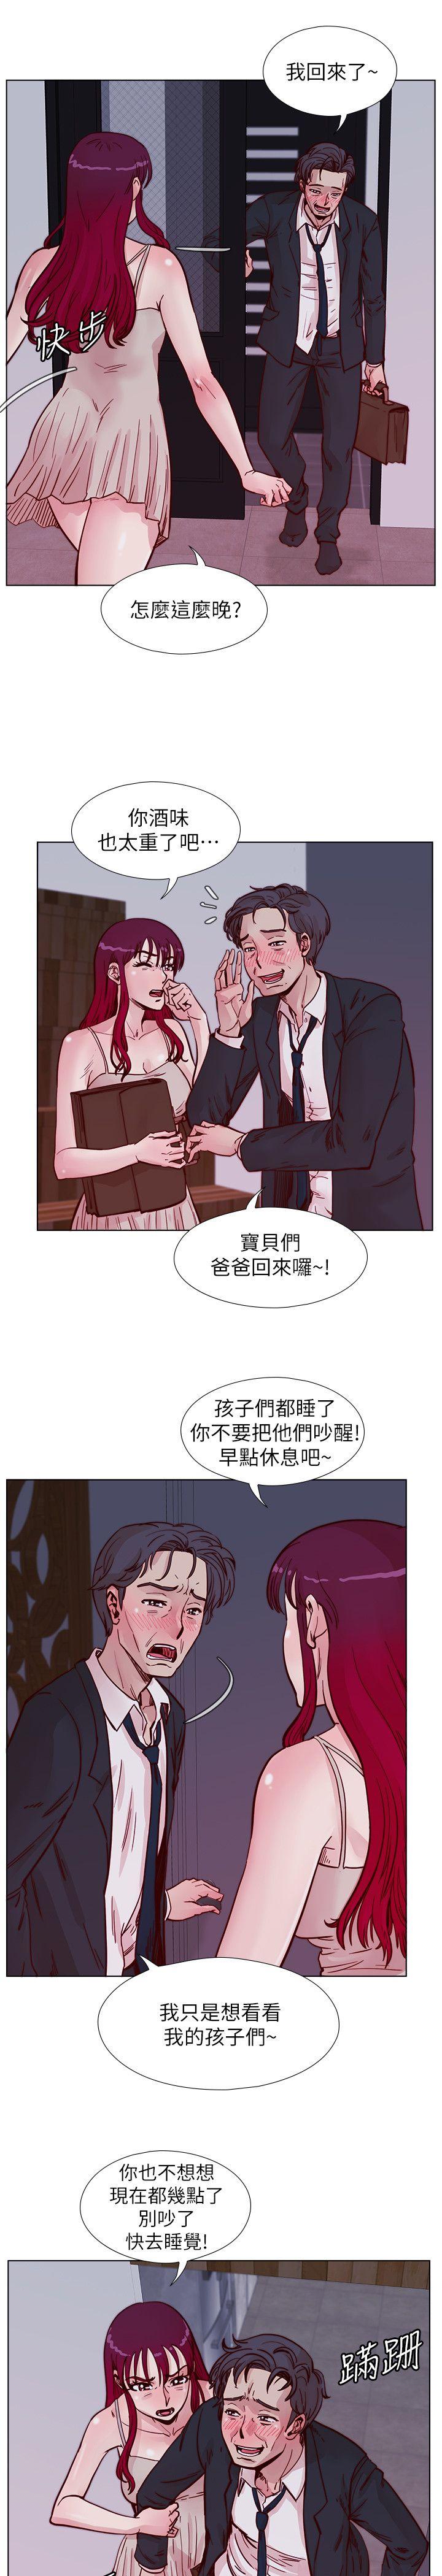 我回來了~
快步
怎麼這麼晚?
你酒味
也太重了吧…
寶貝們
爸爸回來囉~!
孩子們都睡了
你不要把他們吵醒!
早點休息吧~
我只是想看看
我的孩子們~
你也不想想
現在都幾點了
別吵了
快去睡覺!
蹣跚